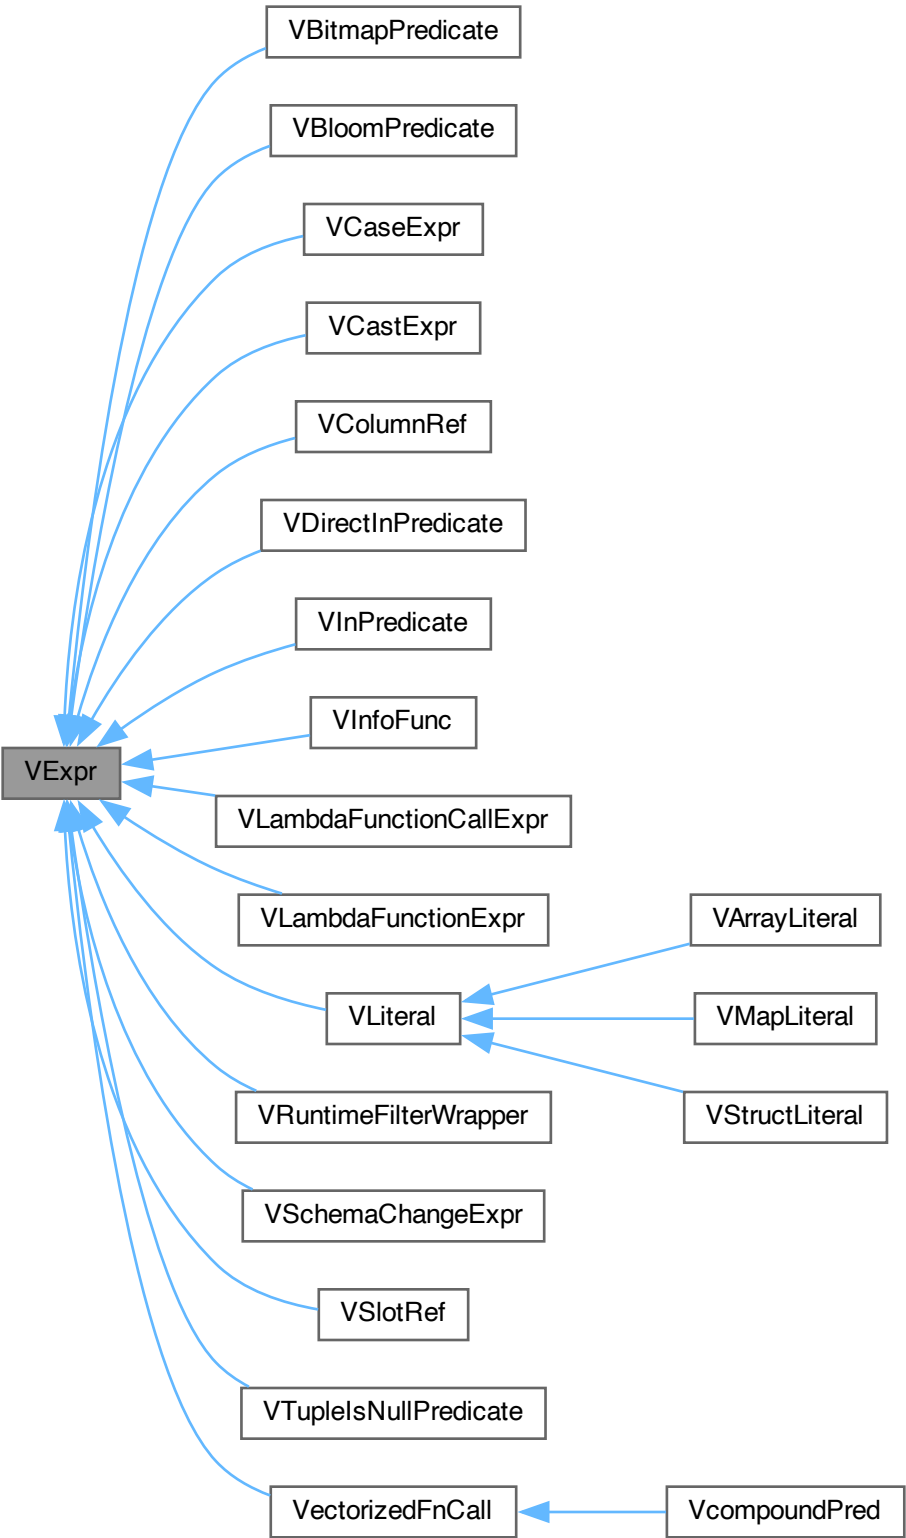 VBitmapPredicate
VBloomPredicate
VCaseExpr
VCastExpr
VColumnRef
VDirectInPredicate
VInPredicate
VInfoFunc
VExpr
VLambdaFunctionCallExpr
VLambdaFunctionExpr
VArrayLiteral
VLiteral
VMapLiteral
VRuntimeFilterWrapper
VStructLiteral
VSchemaChangeExpr
VSlotRef
VTupleIsNullPredicate
VectorizedFnCall
VcompoundPred